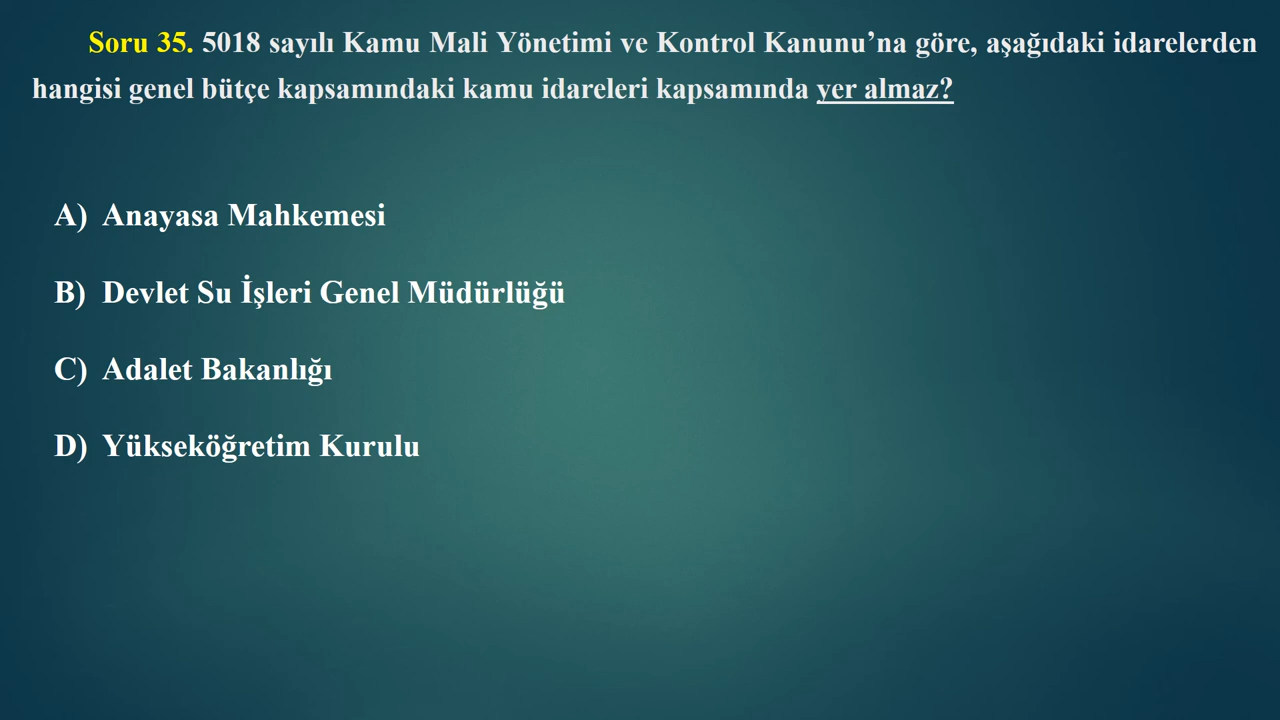 Soru 35. 5018 sayılı Kamu Mali Yönetimi ve Kontrol Kanunu’na göre, aşağıdaki idarelerden
hangisi genel bütçe kapsamındaki kamu idareleri kapsamında yer almaz?
A) Anayasa Mahkemesi
B) Devlet Su İşleri Genel Müdürlüğü
C) Adalet Bakanlığı
D) Yükseköğretim Kurulu